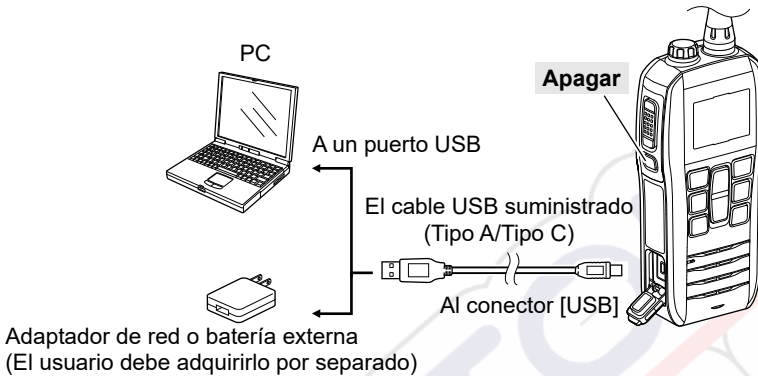 PC
Apagar
A un puerto USB
El cable USB suministrado
(Tipo A/Tipo C)
Al conector [USB]
Adaptador de red o batería externa
(El usuario debe adquirirlo por separado)